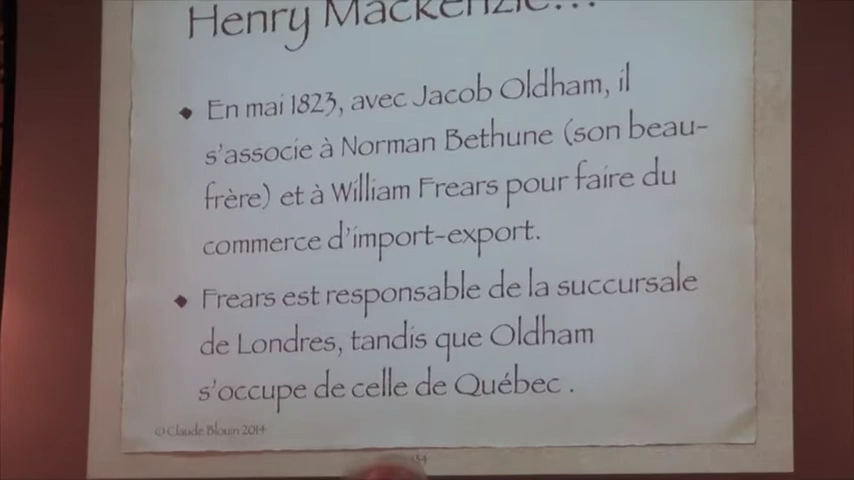 Henry Mackenzie...
◆ En mai 1823, avec Jacob Oldham, il
s'associe à Norman Bethune (son beau-
frère) et à William Frears pour faire du
commerce d'import-export.
◆ Frears est responsable de la succursale
de Londres, tandis que Oldham
s'occupe de celle de Québec .
© Claude Blouin 2014